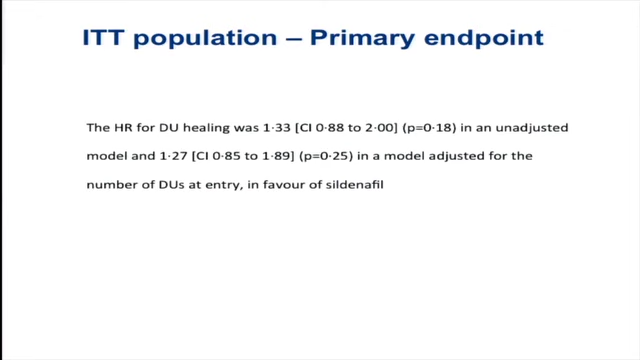 ITT population – Primary endpoint
The HR for DU healing was 1·33 [CI 0·88 to 2·00] (p=0·18) in an unadjusted
model and 1·27 [CI 0·85 to 1·89] (p=0·25) in a model adjusted for the
number of DUs at entry, in favour of sildenafil